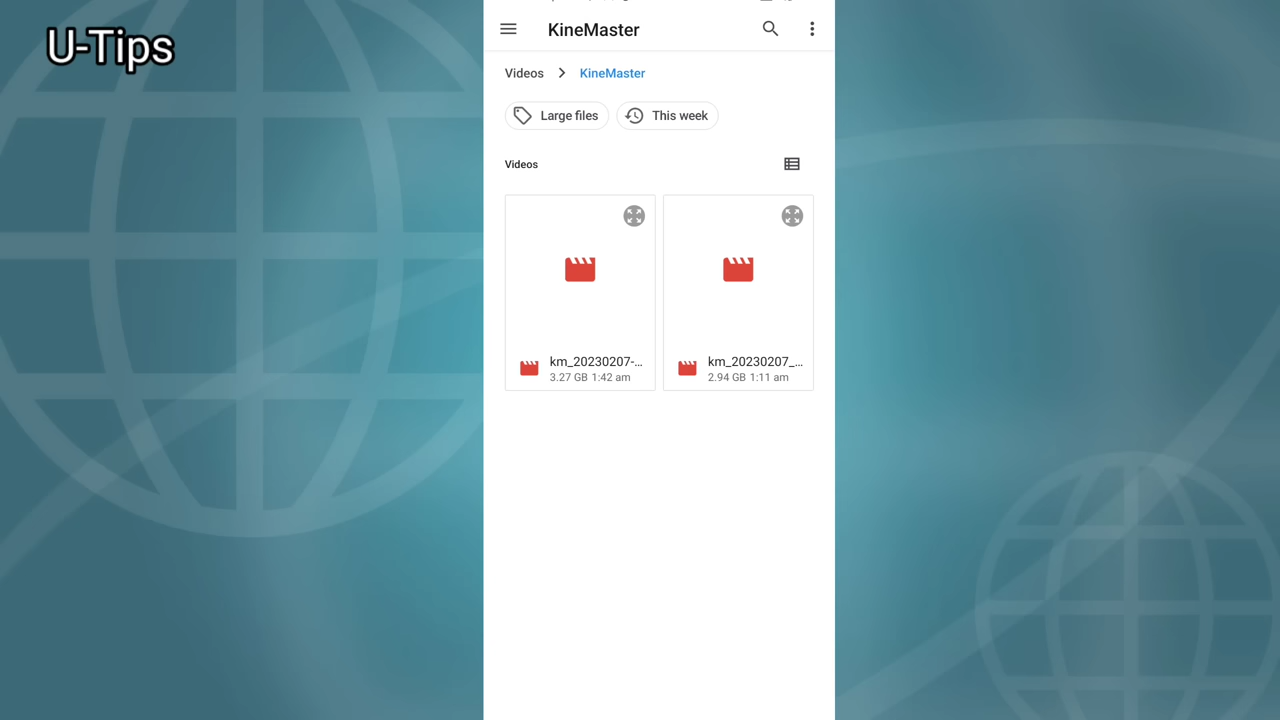 U-Tips
KineMaster
Videos > KineMaster
Large files
This week
Videos
km_20230207-...
3.27 GB 1:42 am
km_20230207_...
2.94 GB 1:11 am